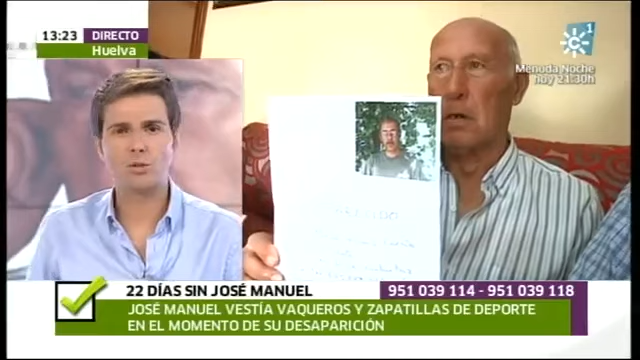 13:23
DIRECTO
Huelva
1
Menuda Noche
hoy 21:30h
22 DÍAS SIN JOSÉ MANUEL
951 039 114 - 951 039 118
JOSÉ MANUEL VESTÍA VAQUEROS Y ZAPATILLAS DE DEPORTE
EN EL MOMENTO DE SU DESAPARICIÓN